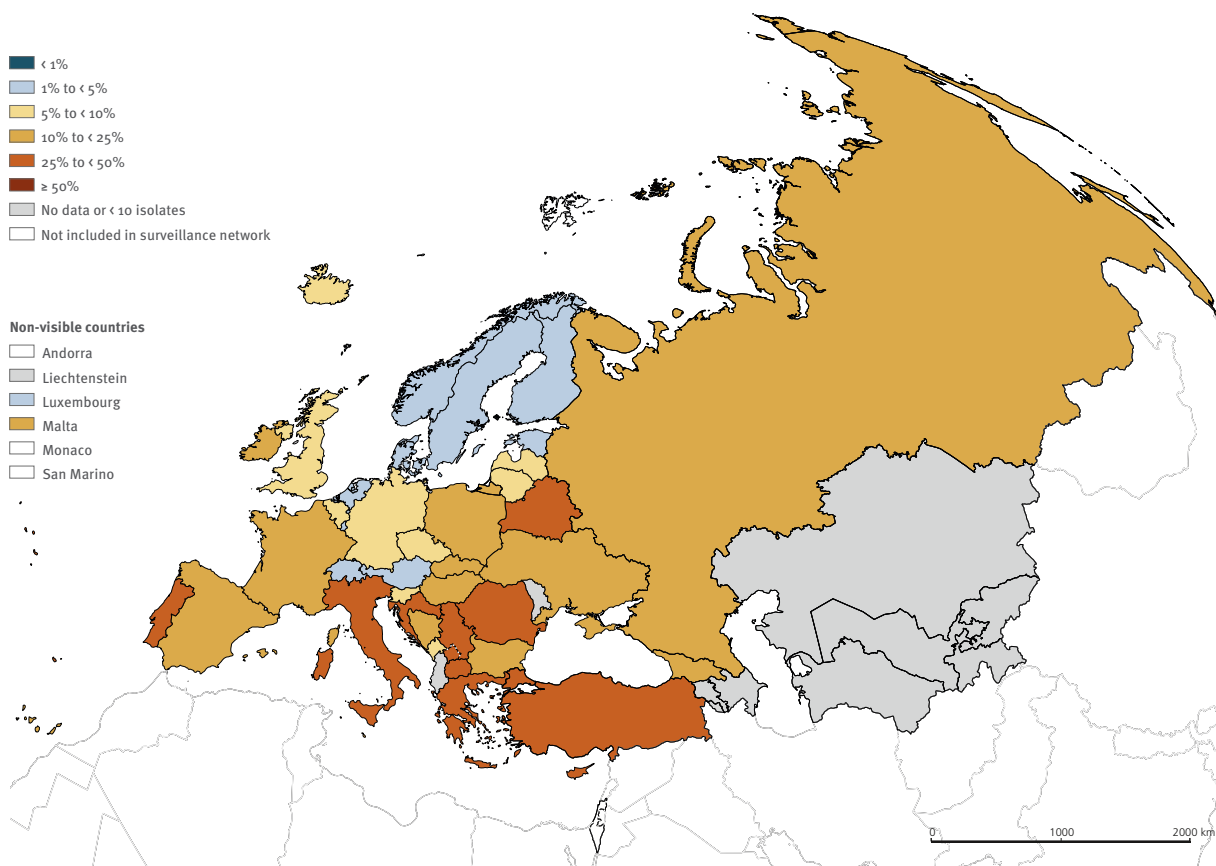 < 1%
1% to < 5%
5% to < 10%
10% to < 25%
25% to < 50%
≥ 50%
No data or < 10 isolates
Not included in surveillance network
Non-visible countries
Andorra
Liechtenstein
Luxembourg
Malta
Monaco
San Marino
0 1000 2000 km